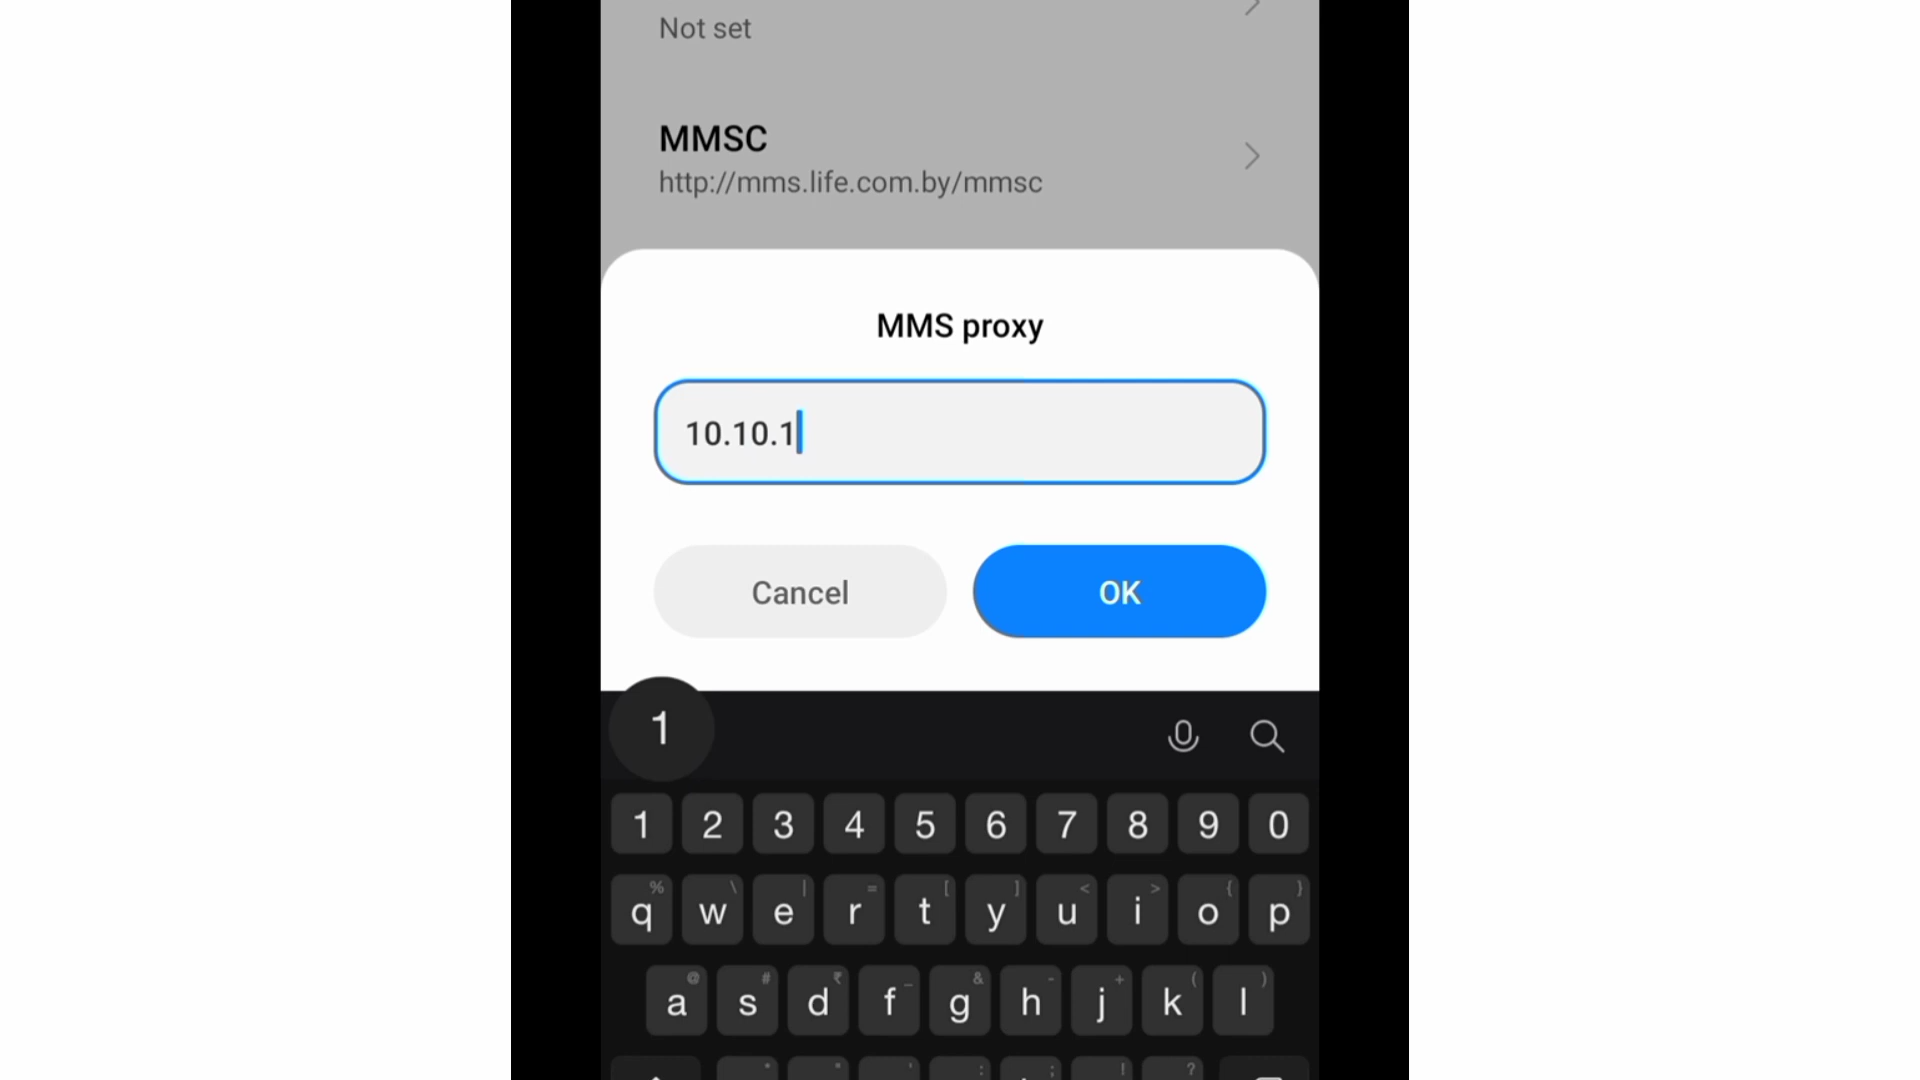 Not set
MMSC
http://mms.life.com.by/mmsc
MMS proxy
10.10.1
Cancel OK
1
1 2 3 4 5 6 7 8 9 0
% \ | = [ ] < > { }
q w e r t y u i o p
@ # ₹ _ & - + ( )
a s d f g h j k l